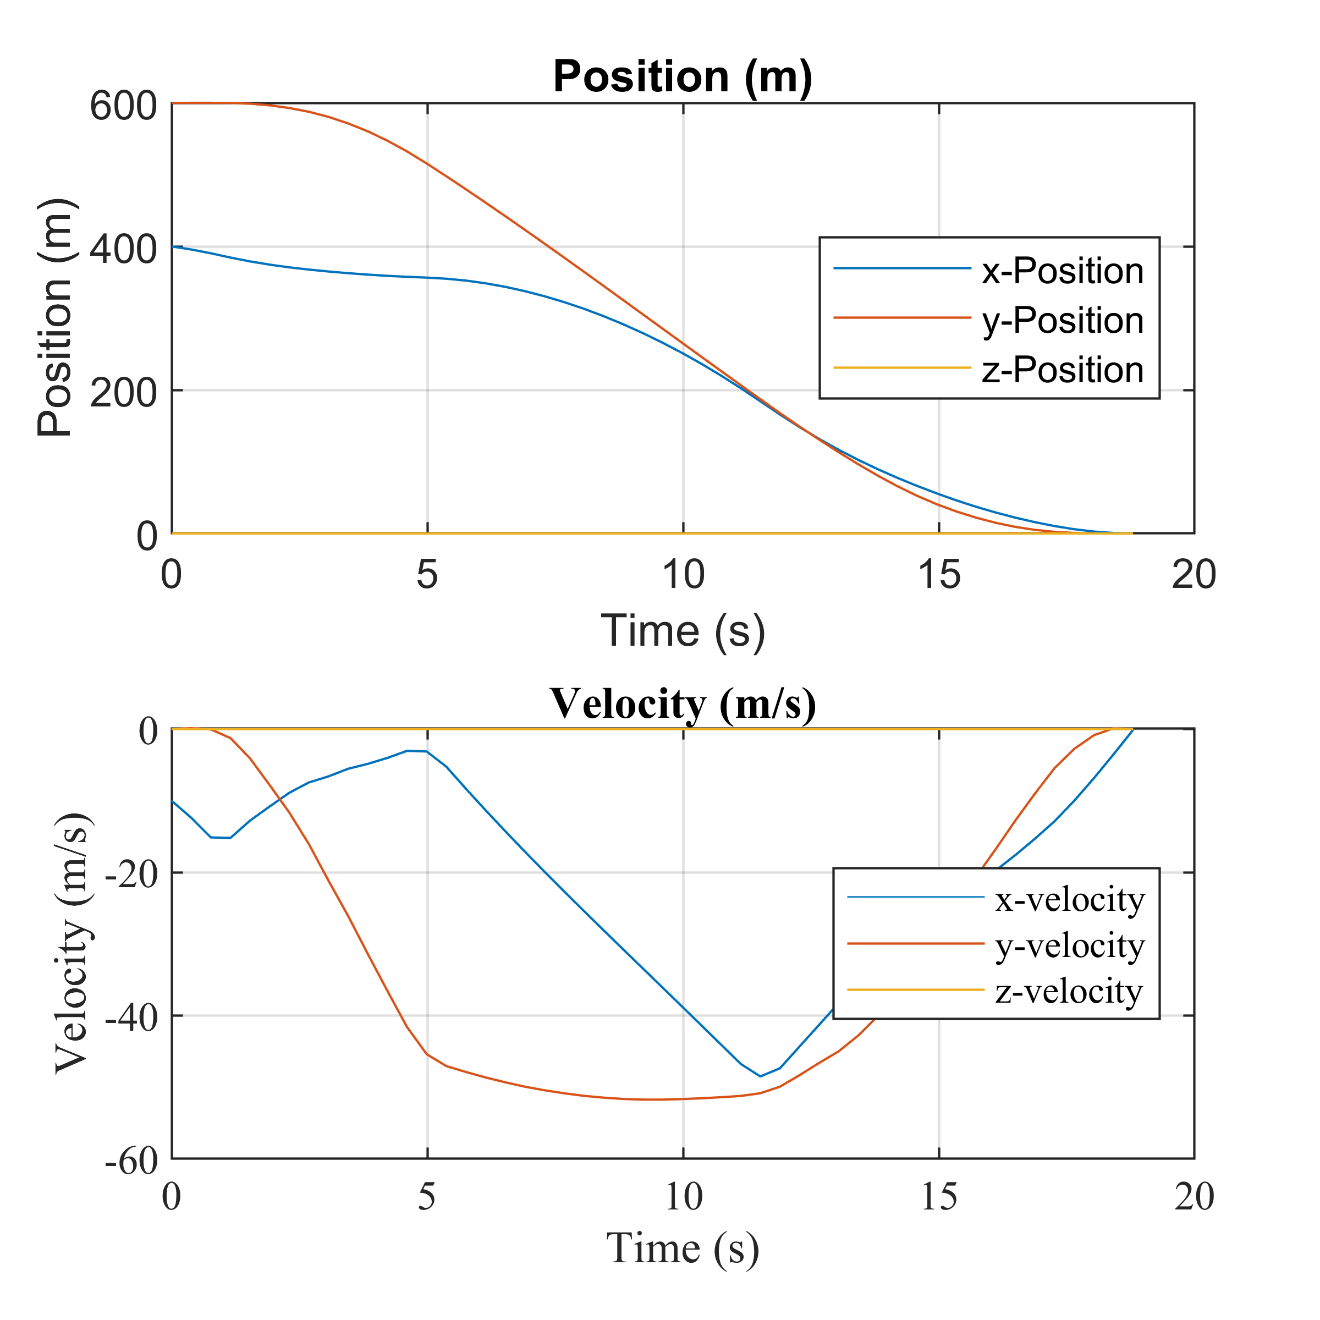 Position (m)
Position (m)
600
400
200
0
x-Position
y-Position
z-Position
0 5 10 15 20
Time (s)
Velocity (m/s)
Velocity (m/s)
0
-20
-40
-60
x-velocity
y-velocity
z-velocity
0 5 10 15 20
Time (s)